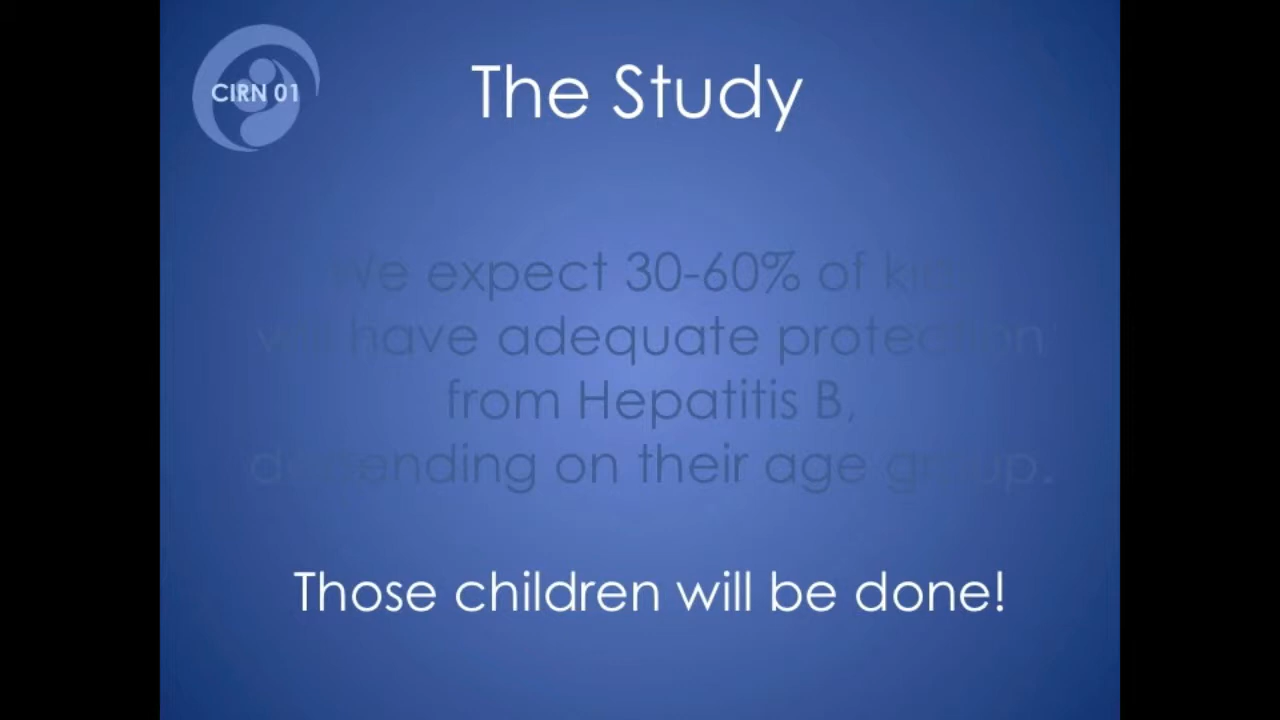 CIRN 01
The Study
We expect 30-60% of kids
will have adequate protection
from Hepatitis B,
depending on their age group.
Those children will be done!